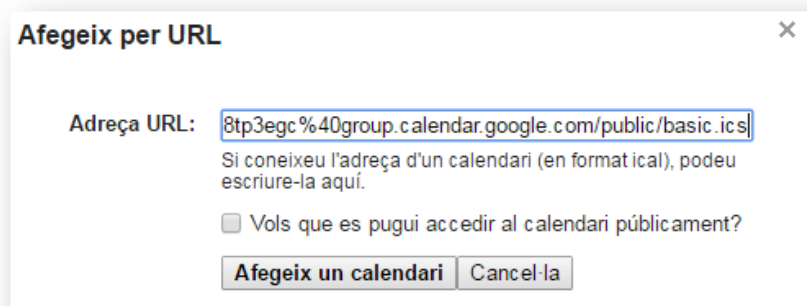 Afegeix per URL
Adreça URL: 8tp3egc%40group.calendar.google.com/public/basic.ics
Si coneixeu l'adreça d'un calendari (en format ical), podeu
escriure-la aquí.
Vols que es pugui accedir al calendari públicament?
Afegeix un calendari Cancel·la